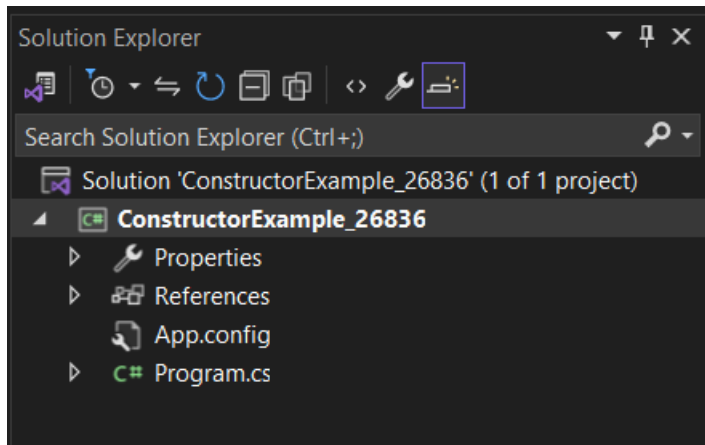 Solution Explorer
Search Solution Explorer (Ctrl+;)
Solution 'ConstructorExample_26836' (1 of 1 project)
C# ConstructorExample_26836
Properties
References
App.config
C# Program.cs